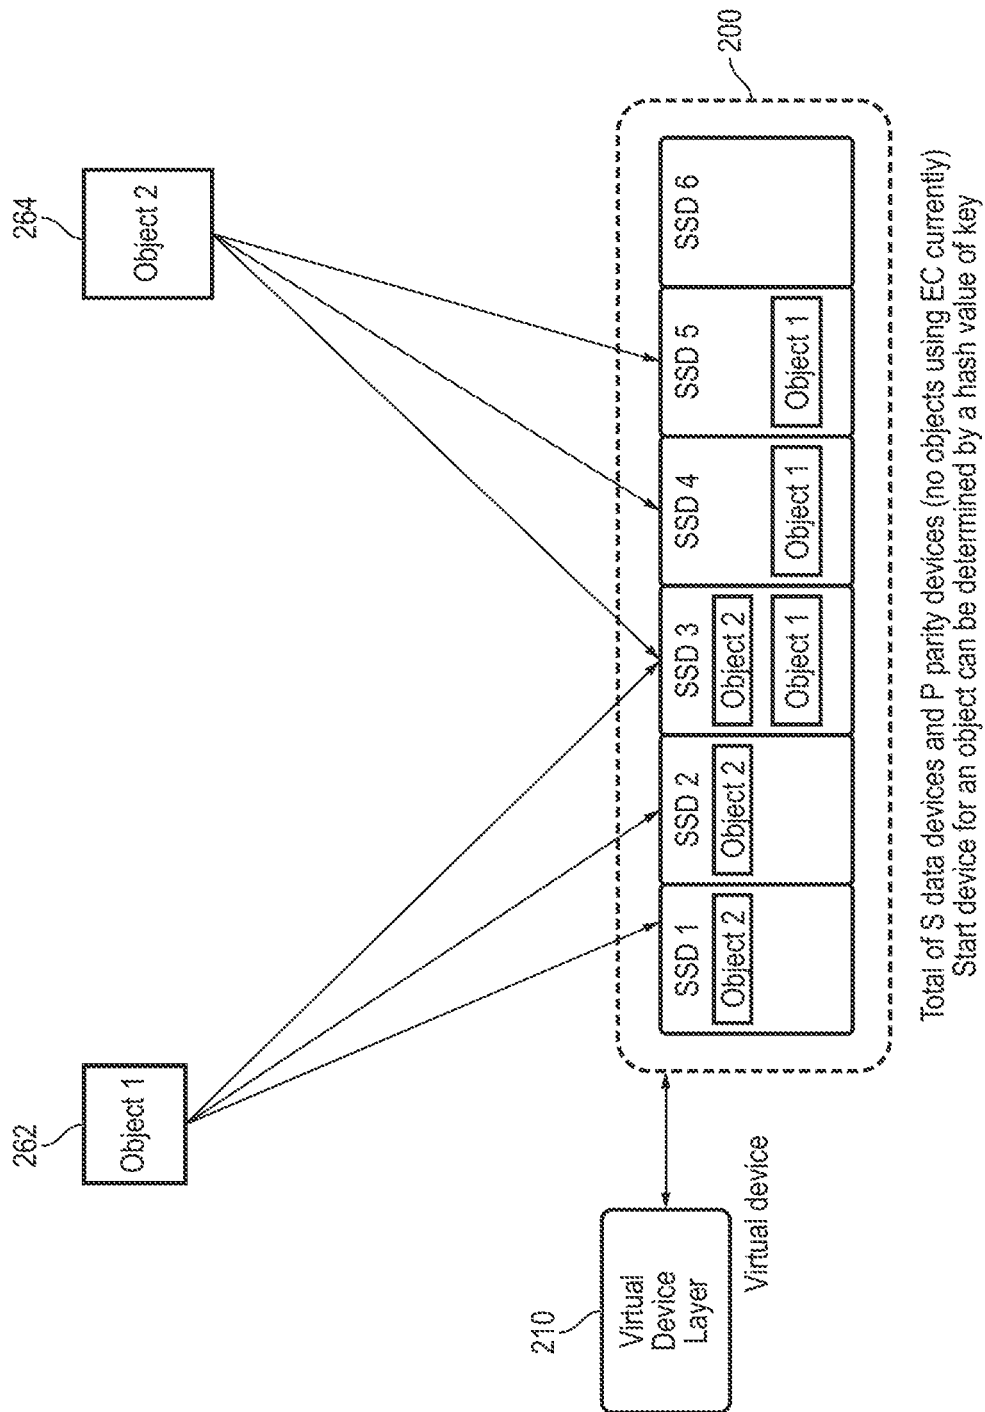 262
Object 1
264
Object 2
210
Virtual
Device
Layer
Virtual device
200
SSD 1
Object 2
SSD 2
Object 2
SSD 3
Object 2
Object 1
SSD 4
Object 1
SSD 5
Object 1
SSD 6
Total of S data devices and P parity devices (no objects using EC currently)
Start device for an object can be determined by a hash value of key